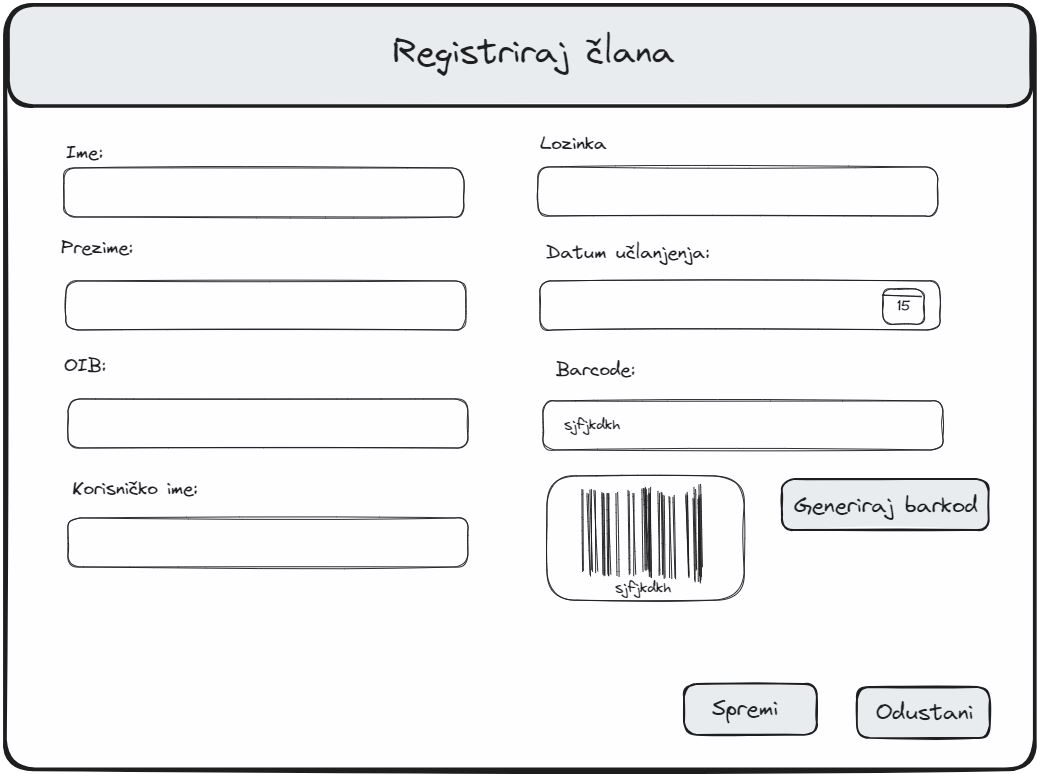 Registriraj člana
Ime:
Prezime:
OIB:
Korisničko ime:
Lozinka
Datum učlanjenja:
15
Barcode:
sjfjkdkh
sjfjkdkh
Generiraj barkod
Spremi
Odustani